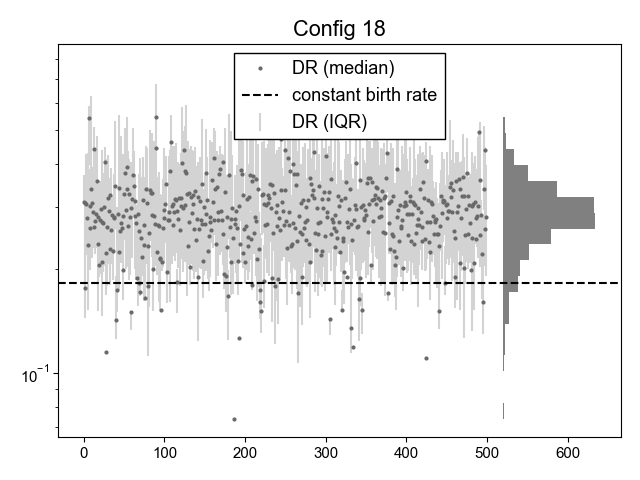 Config 18
DR (median)
constant birth rate
DR (IQR)
10⁻¹
0 100 200 300 400 500 600